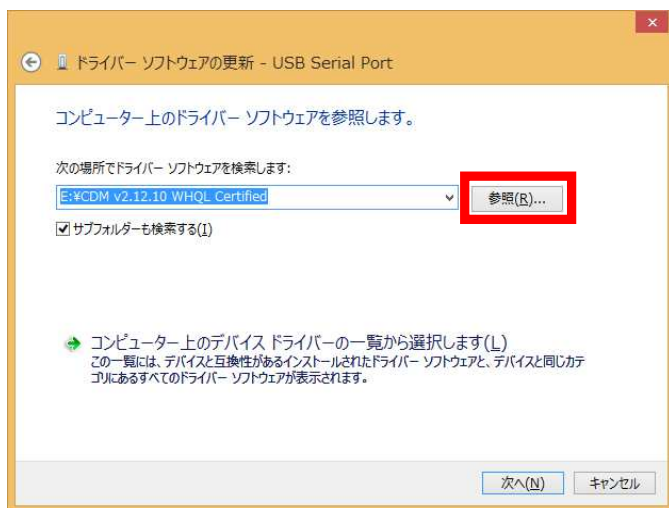 ドライバー ソフトウェアの更新 - USB Serial Port
コンピューター上のドライバー ソフトウェアを参照します。
次の場所でドライバー ソフトウェアを検索します:
E:¥CDM v2.12.10 WHQL Certified
参照(R)...
サブフォルダーも検索する(I)
コンピューター上のデバイス ドライバーの一覧から選択します(L)
この一覧には、デバイスと互換性があるインストールされたドライバー ソフトウェアと、デバイスと同じカテ
ゴリにあるすべてのドライバー ソフトウェアが表示されます。
次へ(N)
キャンセル